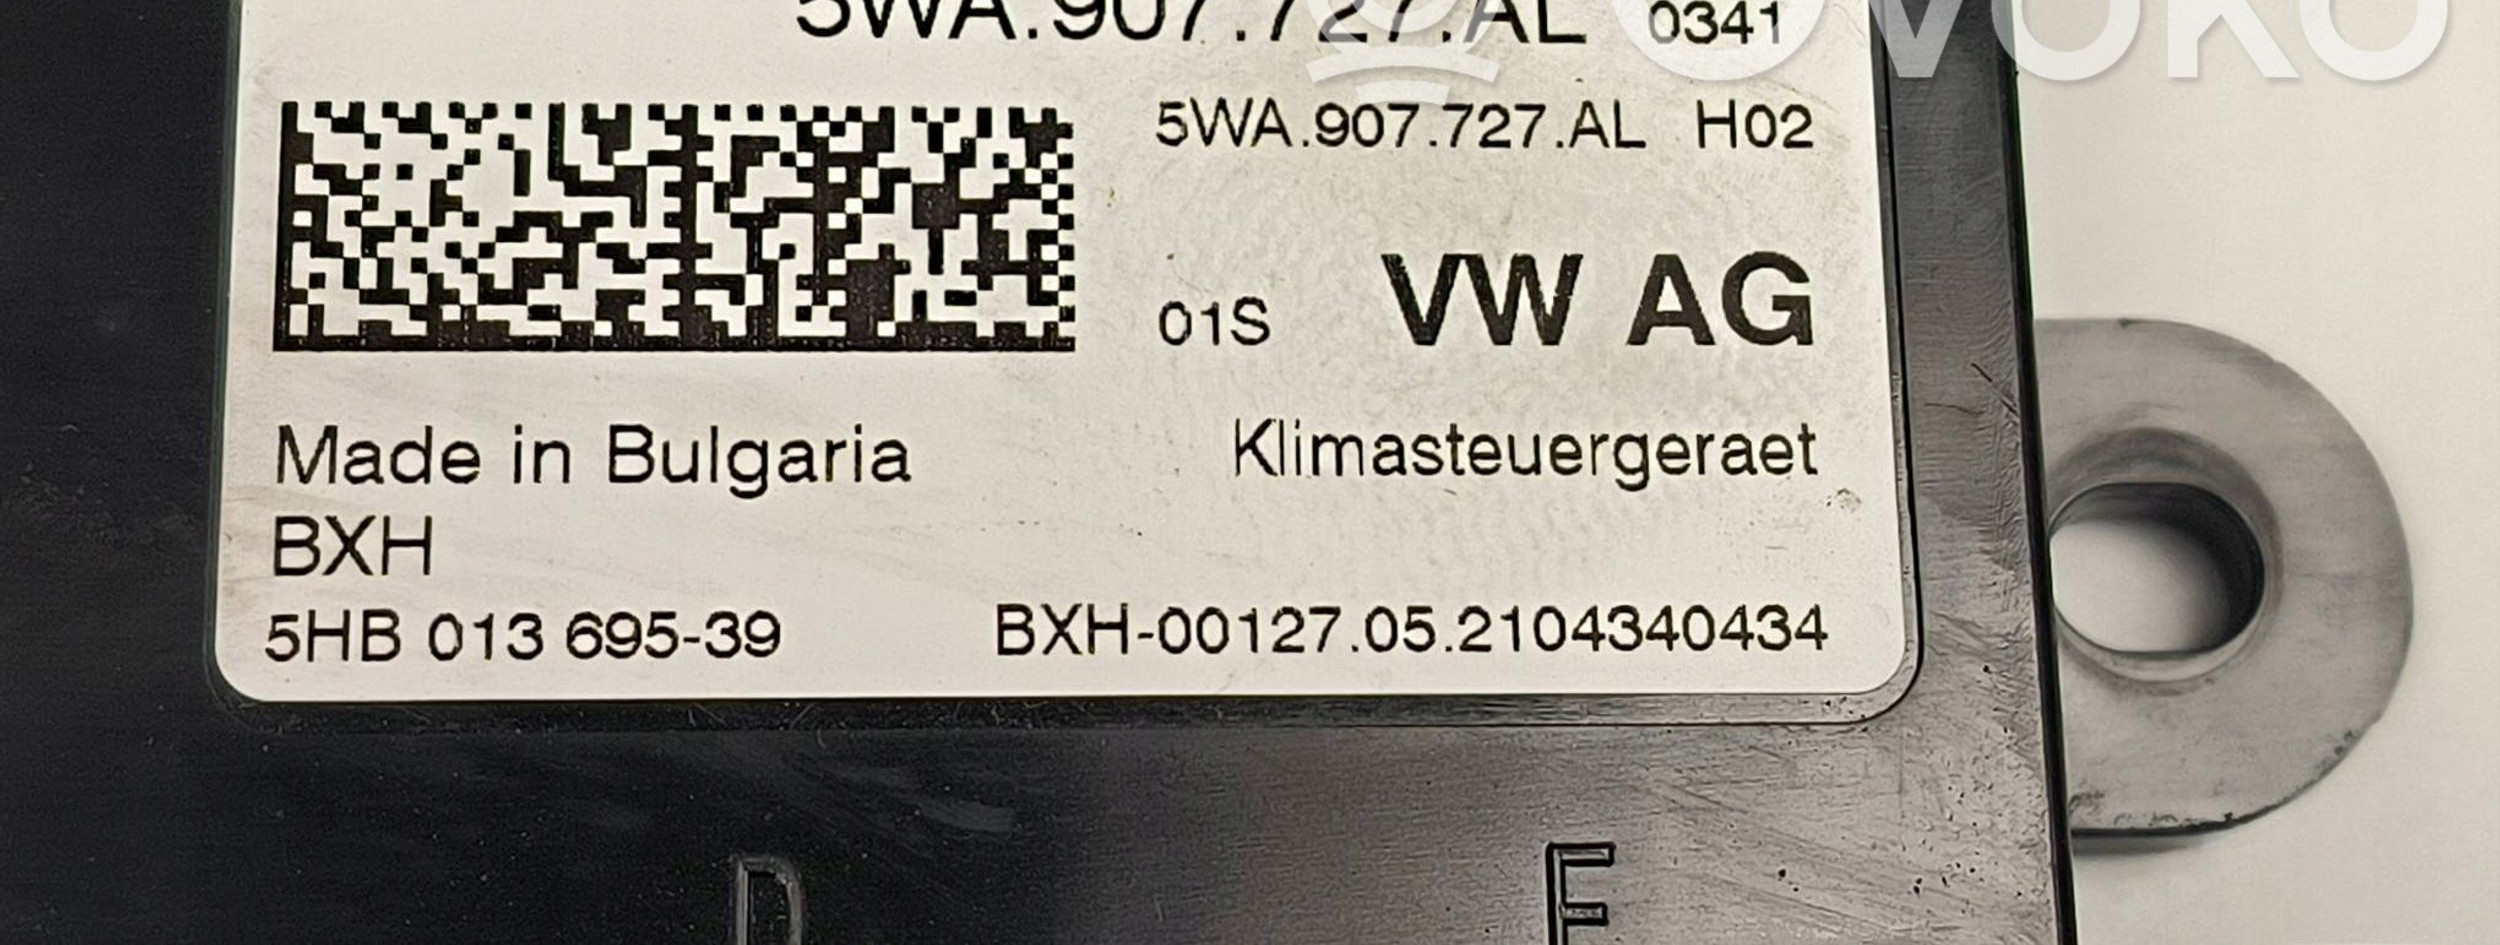 5WA.907.727.AL 0341
OVOKO
5WA.907.727.AL H02
01S VW AG
Made in Bulgaria Klimasteuergeraet
BXH
5HB 013 695-39 BXH-00127.05.2104340434
D E